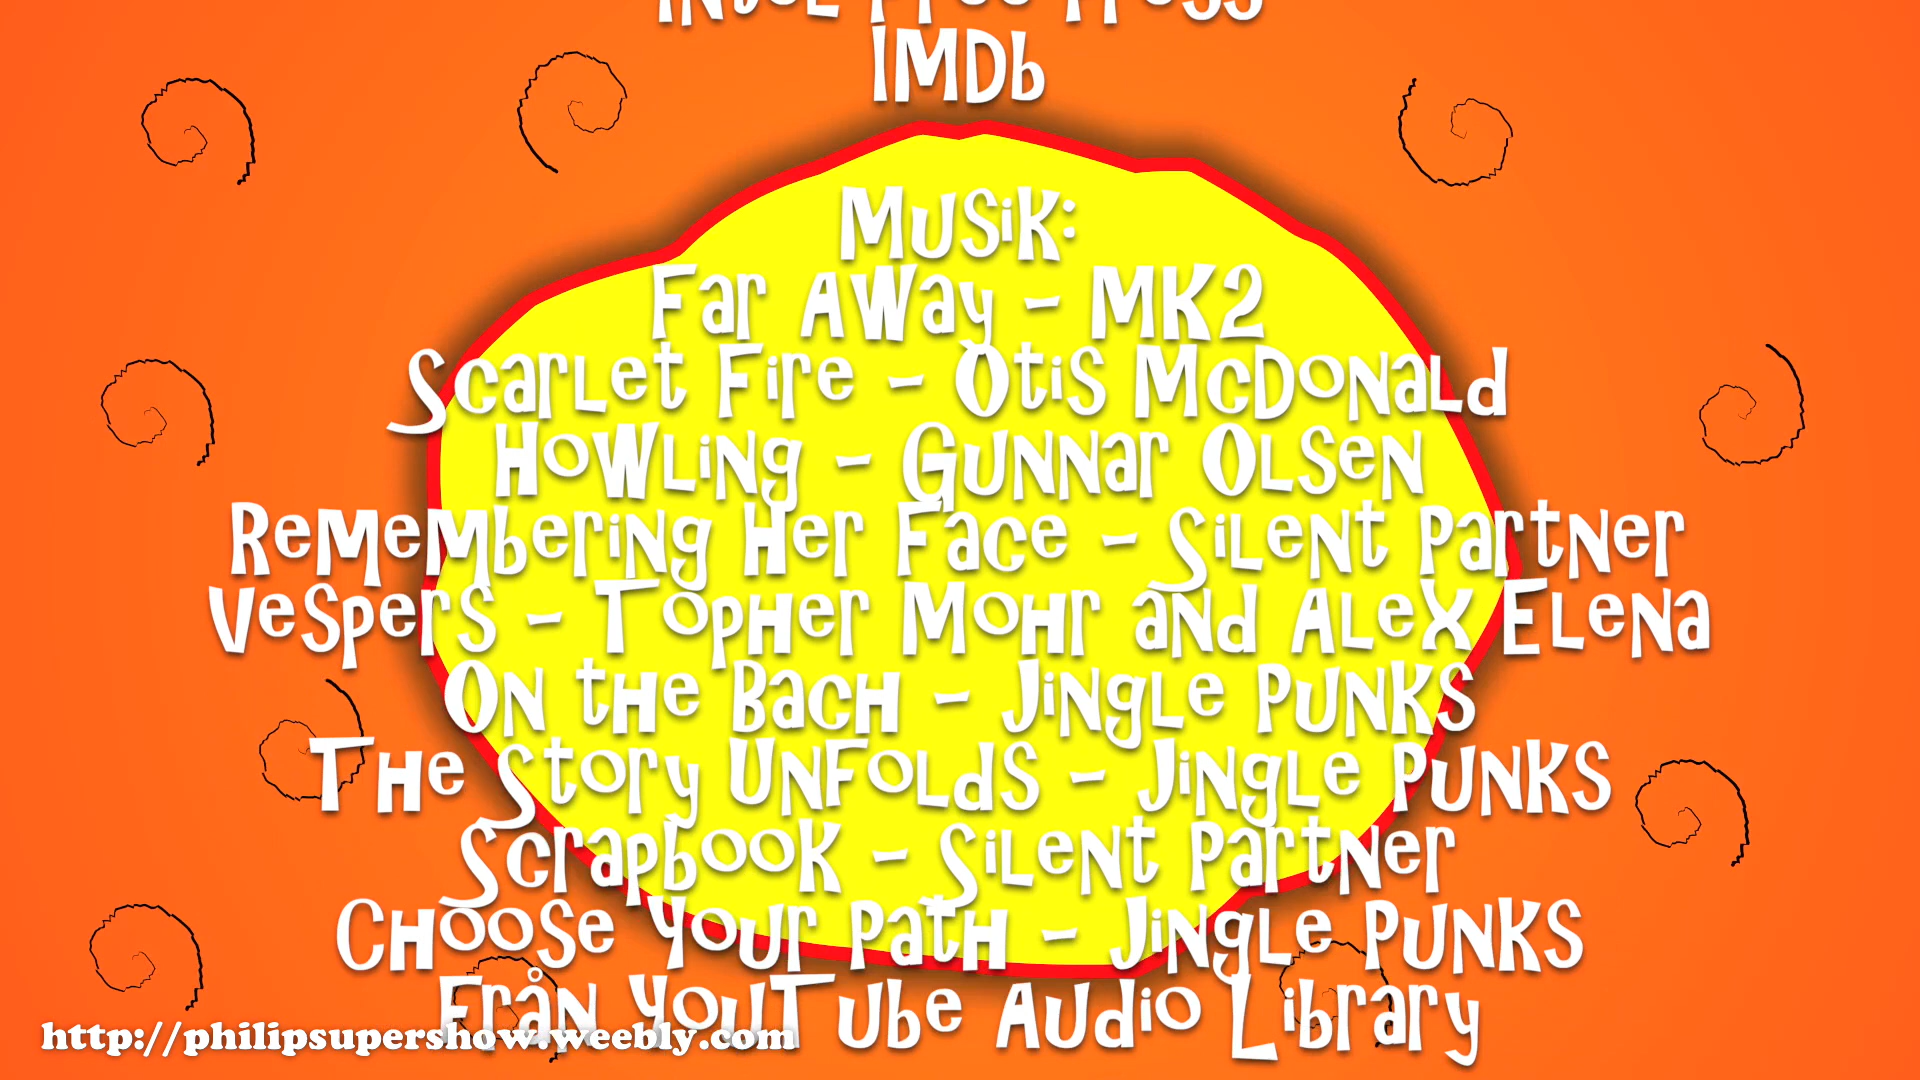 IMDb
Musik:
Far Away - MK2
Scarlet Fire - Otis McDonald
Howling - Gunnar Olsen
Remembering Her Face - Silent Partner
Vespers - Topher Mohr and Alex Elena
On the Bach - Jingle Punks
The Story Unfolds - Jingle Punks
Scrapbook - Silent Partner
Choose Your Path - Jingle Punks
Från YouTube Audio Library
http://philipsupershow.weebly.com